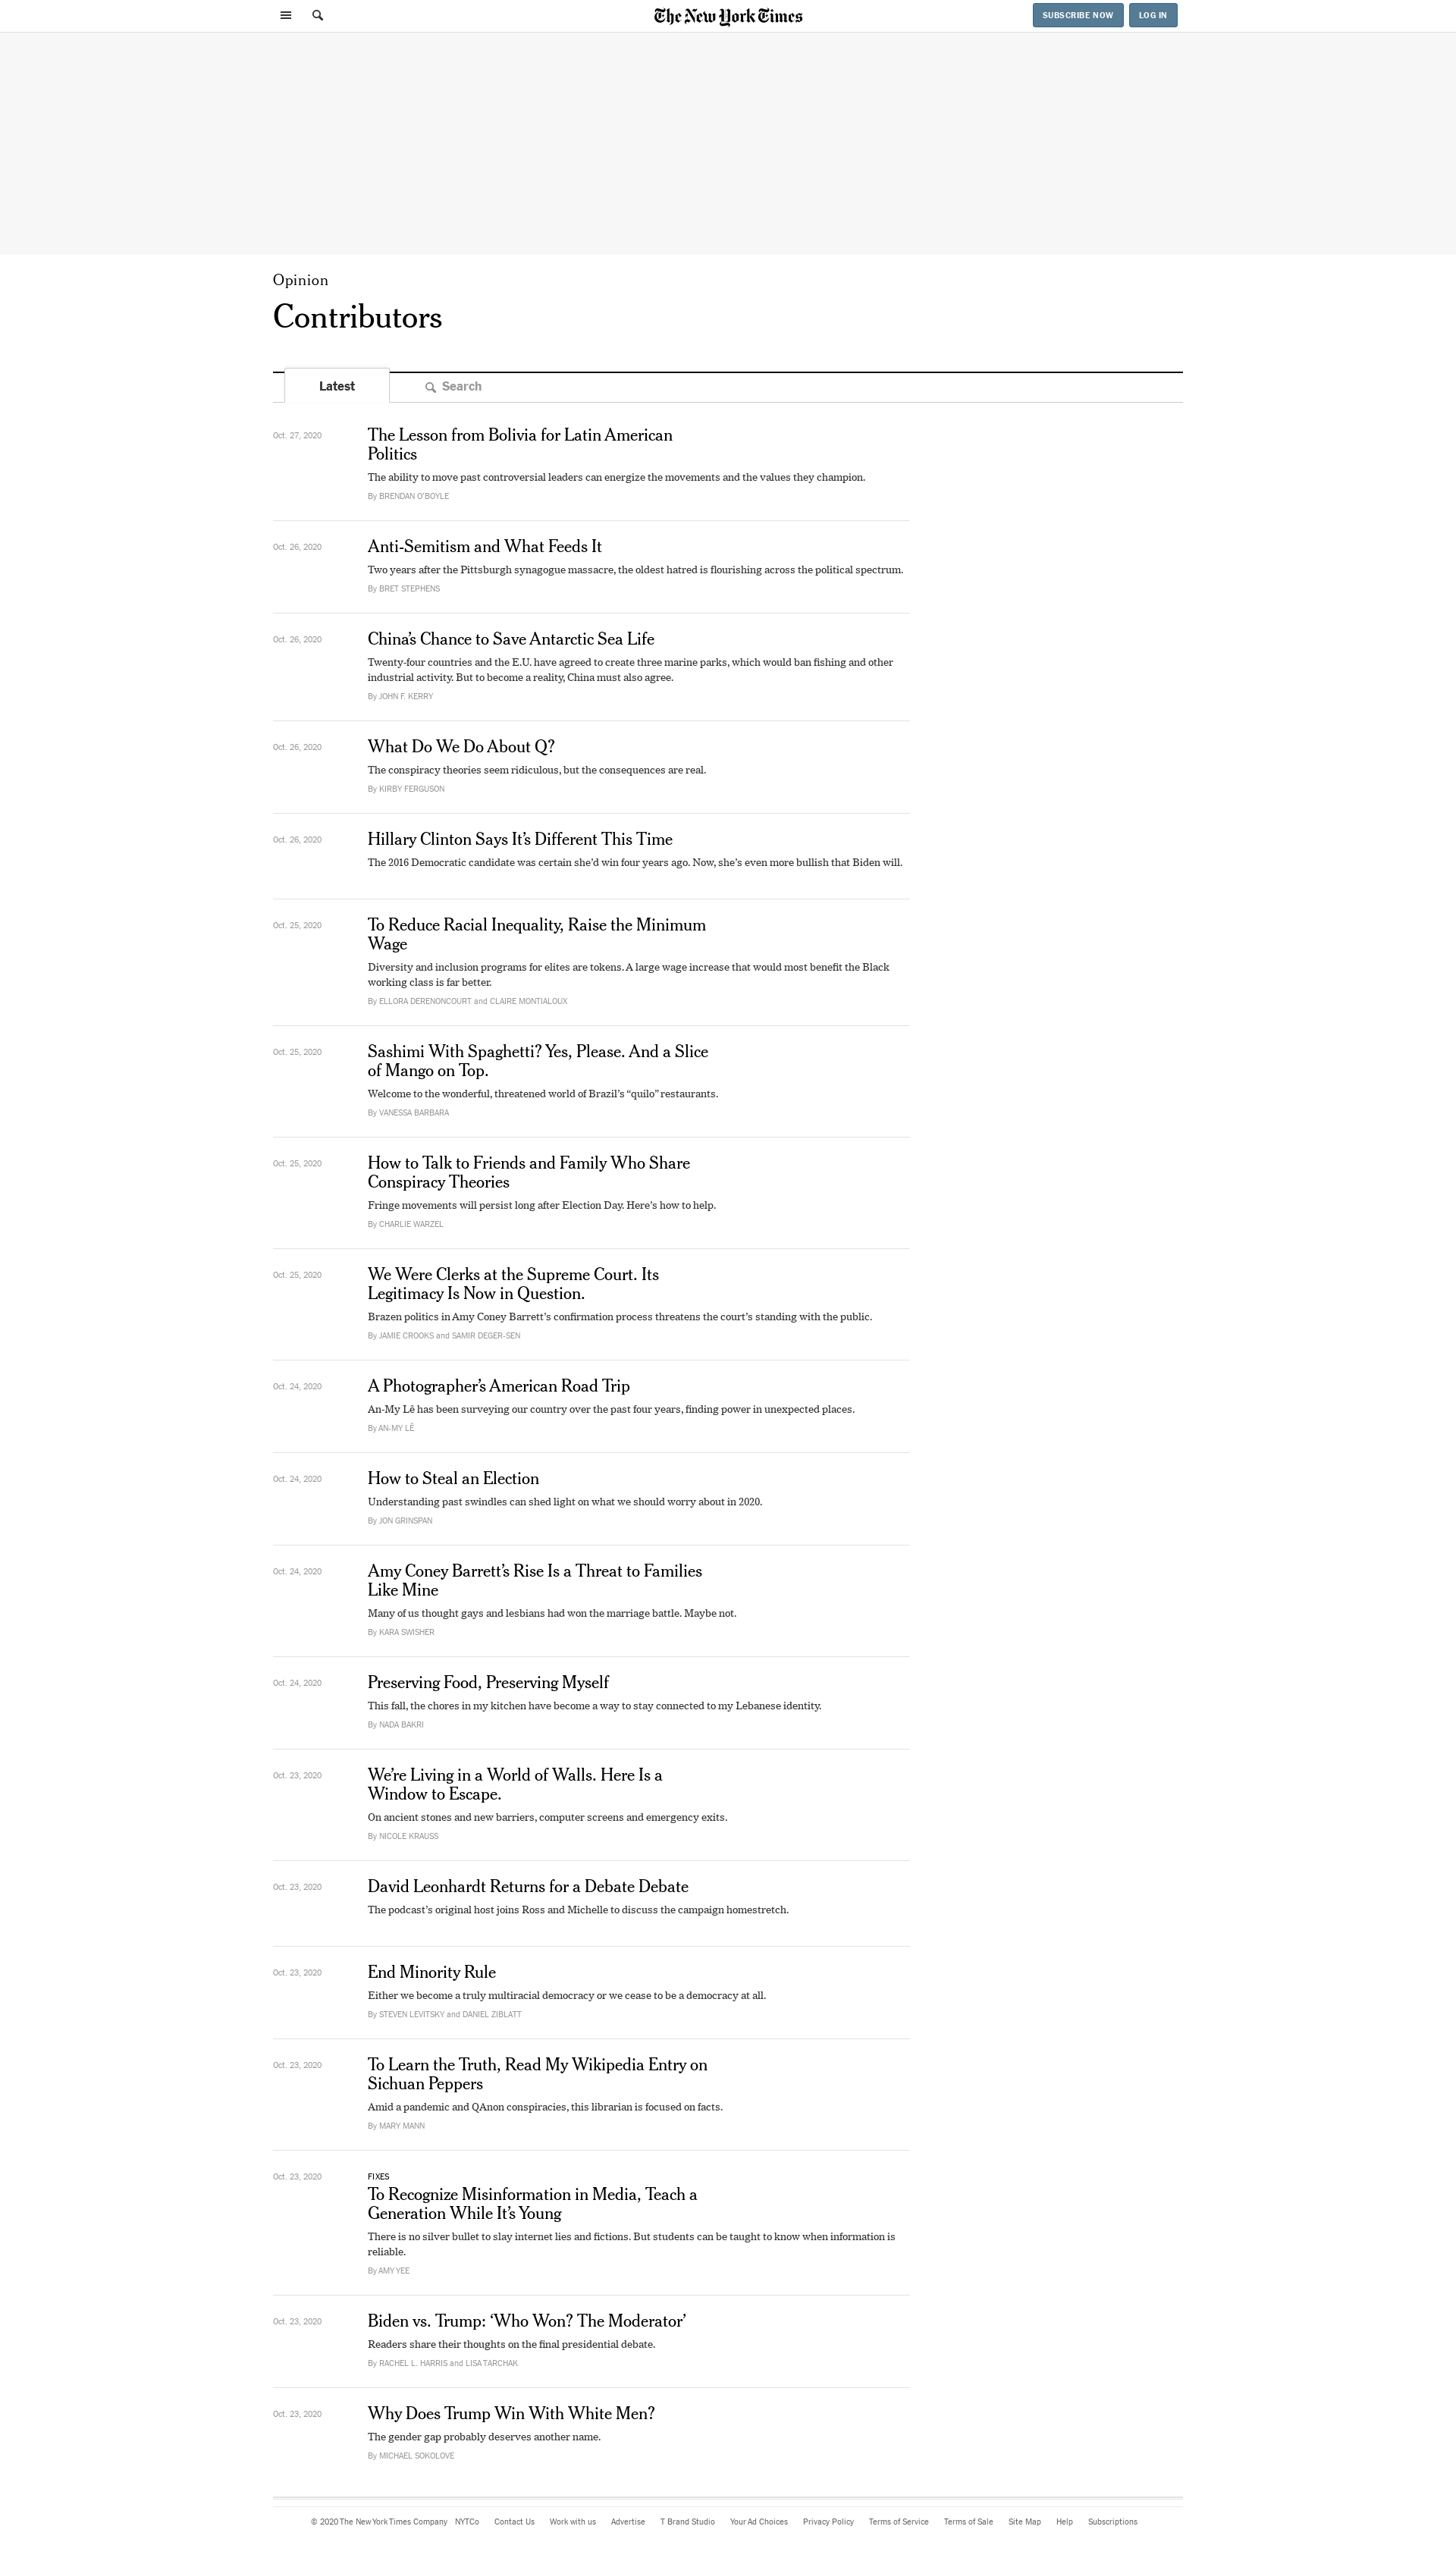 The New York Times
SUBSCRIBE NOW
LOG IN
Opinion
Contributors
Latest
Search
Oct. 27, 2020
The Lesson from Bolivia for Latin American
Politics
The ability to move past controversial leaders can energize the movements and the values they champion.
By BRENDAN O'BOYLE
Oct. 26, 2020
Anti-Semitism and What Feeds It
Two years after the Pittsburgh synagogue massacre, the oldest hatred is flourishing across the political spectrum.
By BRET STEPHENS
Oct. 26, 2020
China’s Chance to Save Antarctic Sea Life
Twenty-four countries and the E.U. have agreed to create three marine parks, which would ban fishing and other
industrial activity. But to become a reality, China must also agree.
By JOHN F. KERRY
Oct. 26, 2020
What Do We Do About Q?
The conspiracy theories seem ridiculous, but the consequences are real.
By KIRBY FERGUSON
Oct. 26, 2020
Hillary Clinton Says It’s Different This Time
The 2016 Democratic candidate was certain she’d win four years ago. Now, she’s even more bullish that Biden will.
Oct. 25, 2020
To Reduce Racial Inequality, Raise the Minimum
Wage
Diversity and inclusion programs for elites are tokens. A large wage increase that would most benefit the Black
working class is far better.
By ELLORA DERENONCOURT and CLAIRE MONTIALOUX
Oct. 25, 2020
Sashimi With Spaghetti? Yes, Please. And a Slice
of Mango on Top.
Welcome to the wonderful, threatened world of Brazil’s “quilo” restaurants.
By VANESSA BARBARA
Oct. 25, 2020
How to Talk to Friends and Family Who Share
Conspiracy Theories
Fringe movements will persist long after Election Day. Here’s how to help.
By CHARLIE WARZEL
Oct. 25, 2020
We Were Clerks at the Supreme Court. Its
Legitimacy Is Now in Question.
Brazen politics in Amy Coney Barrett’s confirmation process threatens the court’s standing with the public.
By JAMIE CROOKS and SAMIR DEGER-SEN
Oct. 24, 2020
A Photographer’s American Road Trip
An-My Lê has been surveying our country over the past four years, finding power in unexpected places.
By AN-MY LÊ
Oct. 24, 2020
How to Steal an Election
Understanding past swindles can shed light on what we should worry about in 2020.
By JON GRINSPAN
Oct. 24, 2020
Amy Coney Barrett’s Rise Is a Threat to Families
Like Mine
Many of us thought gays and lesbians had won the marriage battle. Maybe not.
By KARA SWISHER
Oct. 24, 2020
Preserving Food, Preserving Myself
This fall, the chores in my kitchen have become a way to stay connected to my Lebanese identity.
By NADA BAKRI
Oct. 23, 2020
We’re Living in a World of Walls. Here Is a
Window to Escape.
On ancient stones and new barriers, computer screens and emergency exits.
By NICOLE KRAUSS
Oct. 23, 2020
David Leonhardt Returns for a Debate Debate
The podcast’s original host joins Ross and Michelle to discuss the campaign homestretch.
Oct. 23, 2020
End Minority Rule
Either we become a truly multiracial democracy or we cease to be a democracy at all.
By STEVEN LEVITSKY and DANIEL ZIBLATT
Oct. 23, 2020
To Learn the Truth, Read My Wikipedia Entry on
Sichuan Peppers
Amid a pandemic and QAnon conspiracies, this librarian is focused on facts.
By MARY MANN
Oct. 23, 2020
FIXES
To Recognize Misinformation in Media, Teach a
Generation While It’s Young
There is no silver bullet to slay internet lies and fictions. But students can be taught to know when information is
reliable.
By AMY YEE
Oct. 23, 2020
Biden vs. Trump: ‘Who Won? The Moderator’
Readers share their thoughts on the final presidential debate.
By RACHEL L. HARRIS and LISA TARCHAK
Oct. 23, 2020
Why Does Trump Win With White Men?
The gender gap probably deserves another name.
By MICHAEL SOKOLOVE
© 2020 The New York Times Company NYTCo Contact Us Work with us Advertise T Brand Studio Your Ad Choices Privacy Policy Terms of Service Terms of Sale Site Map Help Subscriptions